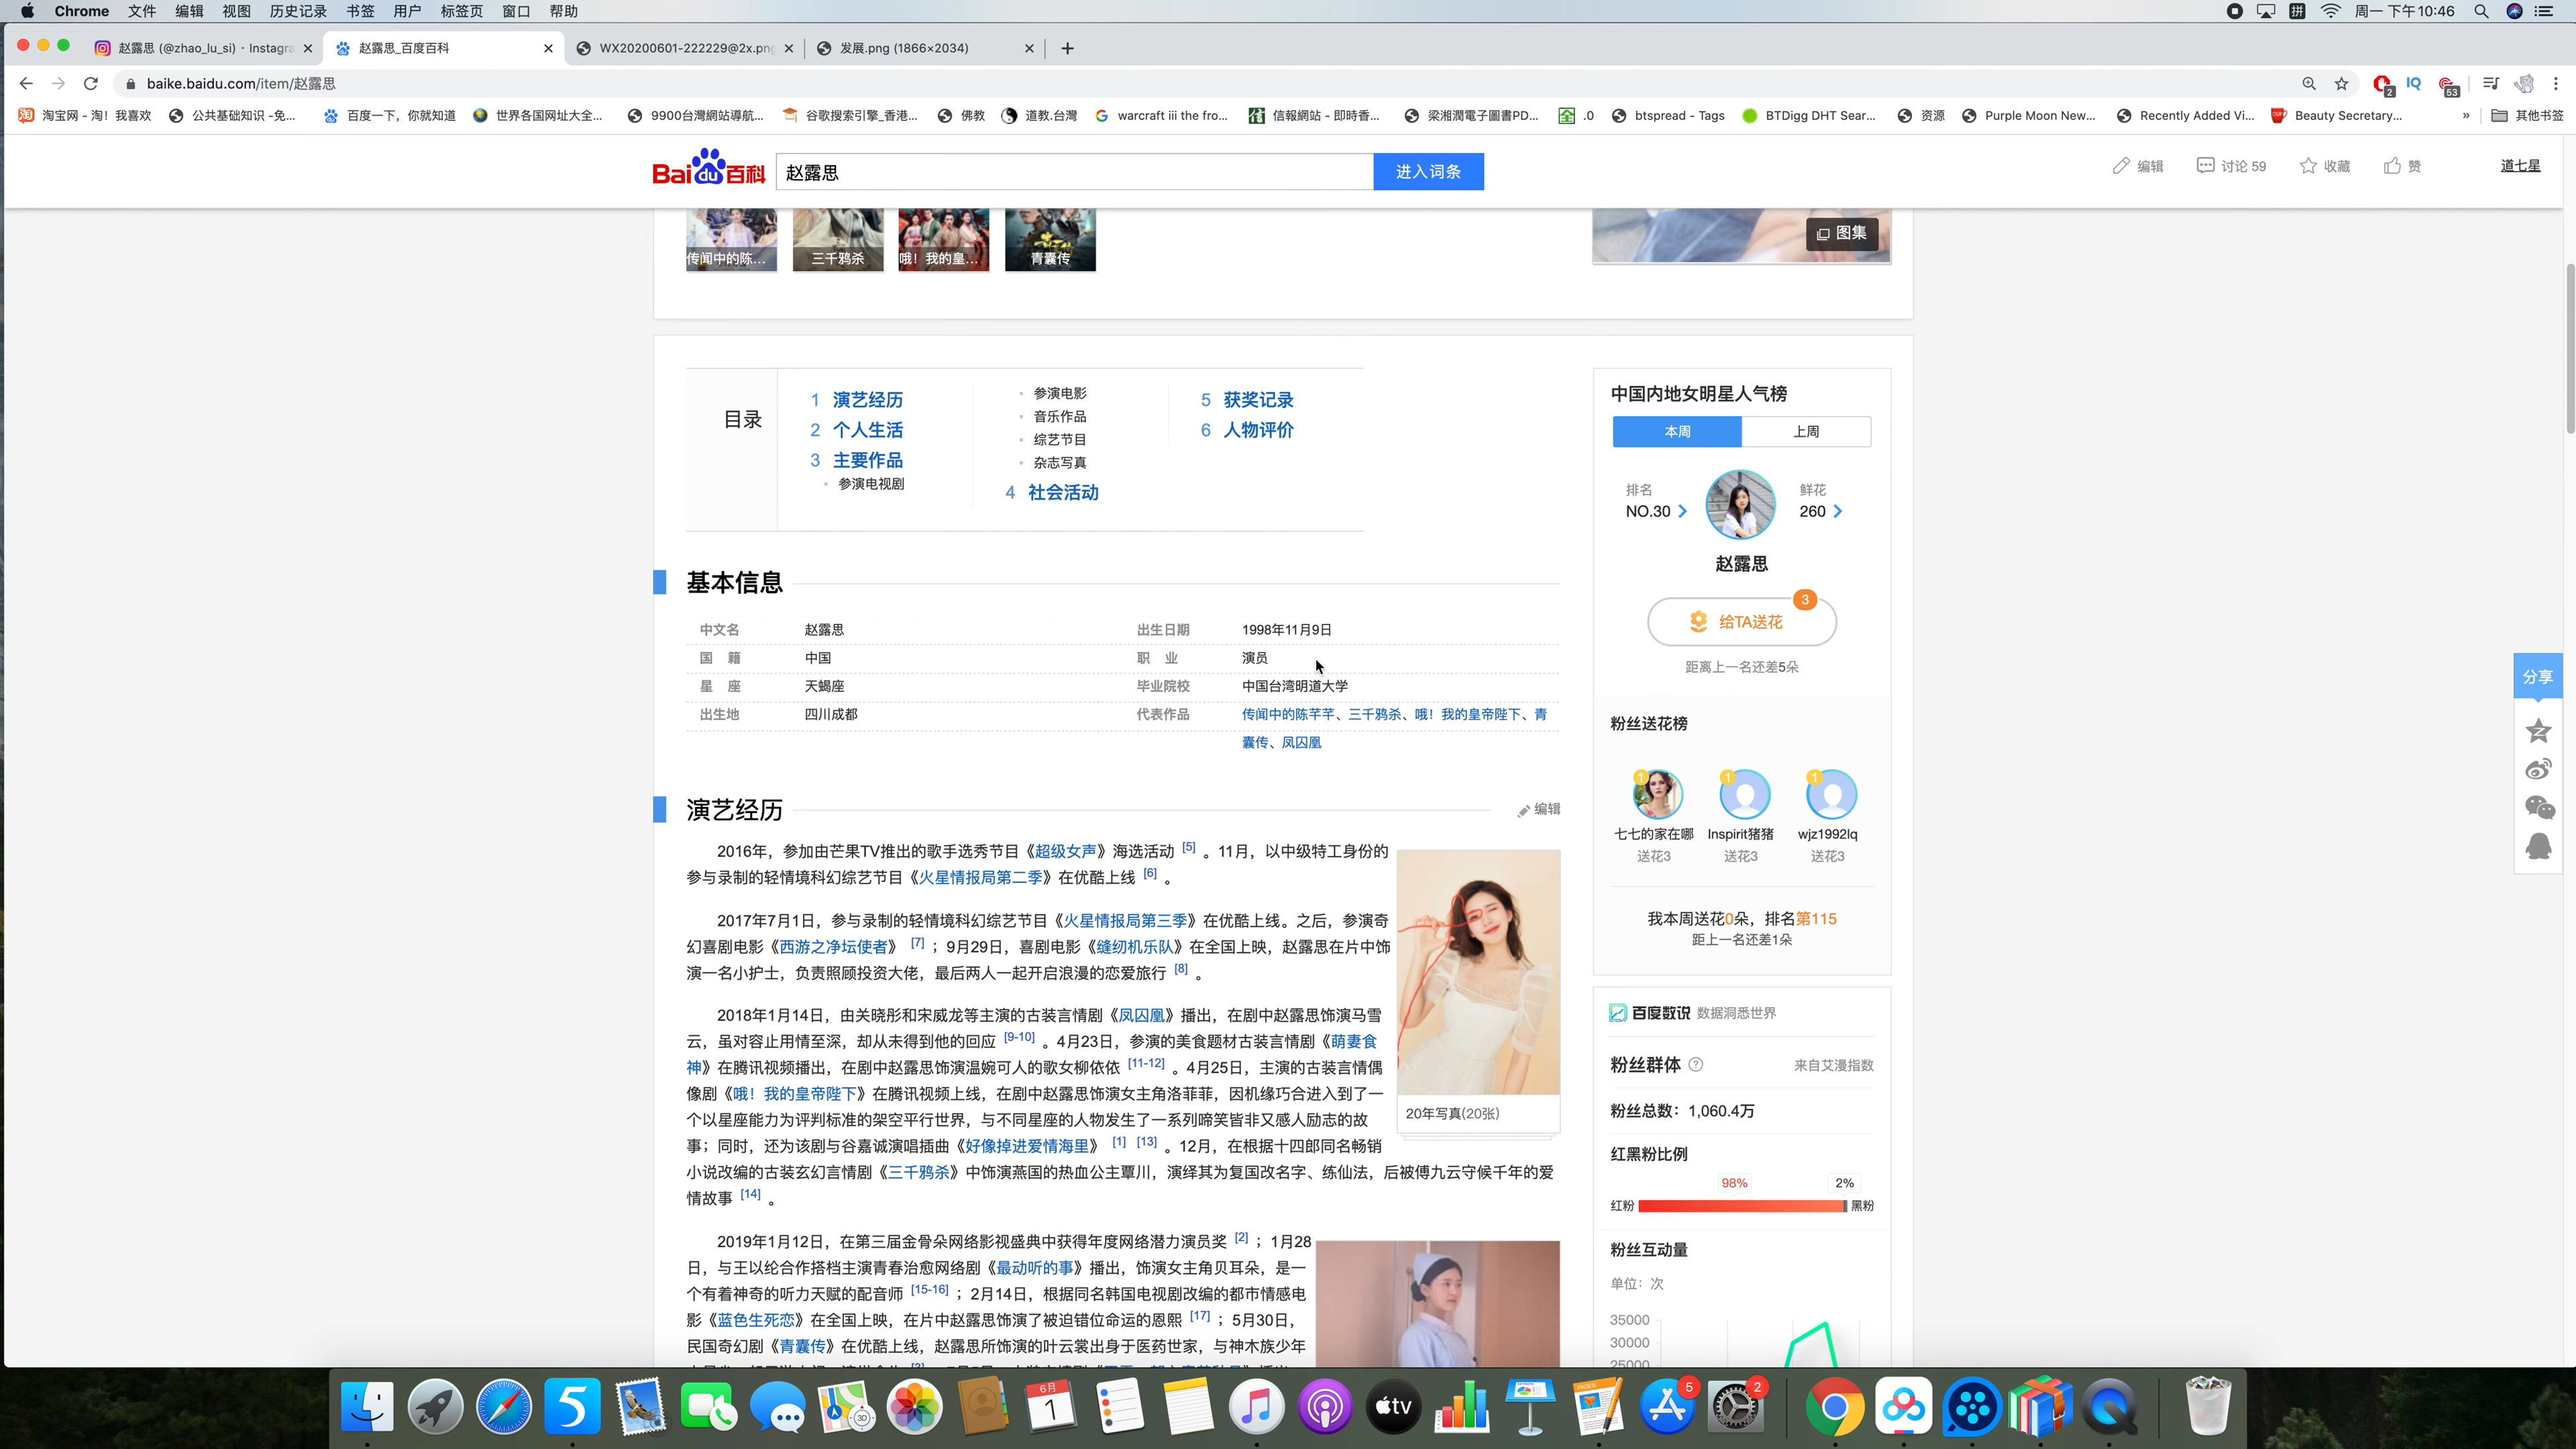 Chrome 文件 编辑 视图 历史记录 书签 用户 标签页 窗口 帮助 周一 下午10:46
赵露思 (@zhao_lu_si) · Instagra 赵露思_百度百科 WX20200601-222229@2x.png 发展.png (1866×2034)
baike.baidu.com/item/赵露思 2 IQ 53
淘宝网 - 淘！我喜欢 公共基础知识 -免... 百度一下，你就知道 世界各国网址大全... 9900台灣網站導航... 谷歌搜索引擎_香港... 佛教 道教.台灣 warcraft iii the fro... 信報網站 - 即時香... 梁湘潤電子圖書PD... .0 btspread - Tags BTDigg DHT Sear... 资源 Purple Moon New... Recently Added Vi... Beauty Secretary... » 其他书签
Baidu百科 赵露思 进入词条 编辑 讨论 59 收藏 赞 道七星
传闻中的陈... 三千鸦杀 哦！我的皇... 青囊传 图集
目录
1 演艺经历
2 个人生活
3 主要作品
参演电视剧
参演电影
音乐作品
综艺节目
杂志写真
4 社会活动
5 获奖记录
6 人物评价
基本信息
中文名 赵露思 出生日期 1998年11月9日
国 籍 中国 职 业 演员
星 座 天蝎座 毕业院校 中国台湾明道大学
出生地 四川成都 代表作品 传闻中的陈芊芊、三千鸦杀、哦！我的皇帝陛下、青
囊传、凤囚凰
演艺经历 编辑
2016年，参加由芒果TV推出的歌手选秀节目《超级女声》海选活动 [5] 。11月，以中级特工身份的
参与录制的轻情境科幻综艺节目《火星情报局第二季》在优酷上线 [6] 。
2017年7月1日，参与录制的轻情境科幻综艺节目《火星情报局第三季》在优酷上线。之后，参演奇
幻喜剧电影《西游之净坛使者》 [7] ；9月29日，喜剧电影《缝纫机乐队》在全国上映，赵露思在片中饰
演一名小护士，负责照顾投资大佬，最后两人一起开启浪漫的恋爱旅行 [8] 。
2018年1月14日，由关晓彤和宋威龙等主演的古装言情剧《凤囚凰》播出，在剧中赵露思饰演马雪
云，虽对容止用情至深，却从未得到他的回应 [9-10] 。4月23日，参演的美食题材古装言情剧《萌妻食
神》在腾讯视频播出，在剧中赵露思饰演温婉可人的歌女柳依依 [11-12] 。4月25日，主演的古装言情偶
像剧《哦！我的皇帝陛下》在腾讯视频上线，在剧中赵露思饰演女主角洛菲菲，因机缘巧合进入到了一
个以星座能力为评判标准的架空平行世界，与不同星座的人物发生了一系列啼笑皆非又感人励志的故
事；同时，还为该剧与谷嘉诚演唱插曲《好像掉进爱情海里》 [1] [13] 。12月，在根据十四郎同名畅销
小说改编的古装玄幻言情剧《三千鸦杀》中饰演燕国的热血公主覃川，演绎其为复国改名字、练仙法，后被傅九云守候千年的爱
情故事 [14] 。
20年写真(20张)
2019年1月12日，在第三届金骨朵网络影视盛典中获得年度网络潜力演员奖 [2] ；1月28
日，与王以纶合作搭档主演青春治愈网络剧《最动听的事》播出，饰演女主角贝耳朵，是一
个有着神奇的听力天赋的配音师 [15-16] ；2月14日，根据同名韩国电视剧改编的都市情感电
影《蓝色生死恋》在全国上映，在片中赵露思饰演了被迫错位命运的恩熙 [17] ；5月30日，
民国奇幻剧《青囊传》在优酷上线，赵露思所饰演的叶云裳出身于医药世家，与神木族少年
中国内地女明星人气榜
本周 上周
排名 鲜花
NO.30 260
赵露思
3
给TA送花
距离上一名还差5朵
粉丝送花榜
1 1 1
七七的家在哪 Inspirit猪猪 wjz1992lq
送花3 送花3 送花3
我本周送花0朵，排名第115
距上一名还差1朵
百度数说 数据洞悉世界
粉丝群体 ? 来自艾漫指数
粉丝总数：1,060.4万
红黑粉比例
98% 2%
红粉 黑粉
粉丝互动量
单位：次
35000
30000
25000
分享
5 3D 6月 1 tv PAGES 5 2